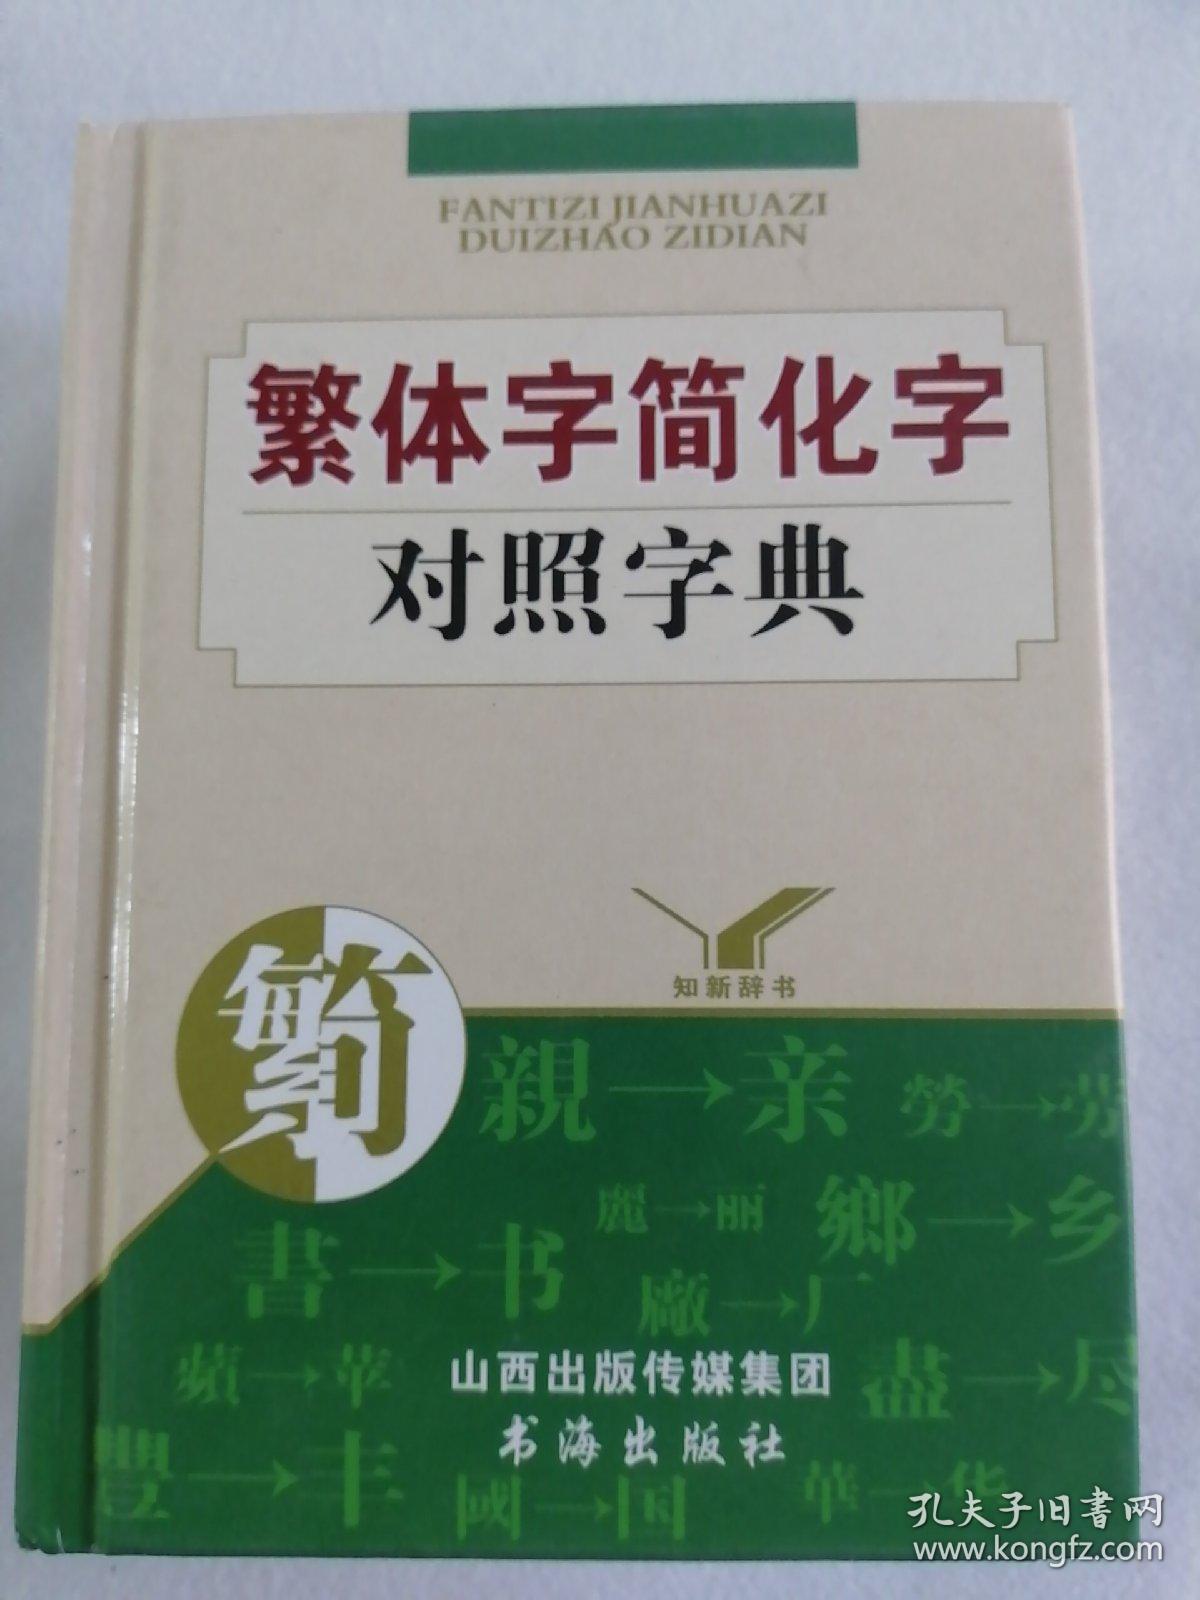 FANTIZI JIANHUAZI
DUIZHAO ZIDIAN
繁体字简化字
对照字典
知新辞书
親→亲
勞→劳
麗→丽
鄉→乡
書→书
廠→厂
蘋→苹
山西出版传媒集团
盡→尽
书海出版社
豐→丰
國→国
華→华
孔夫子旧书网
www.kongfz.com